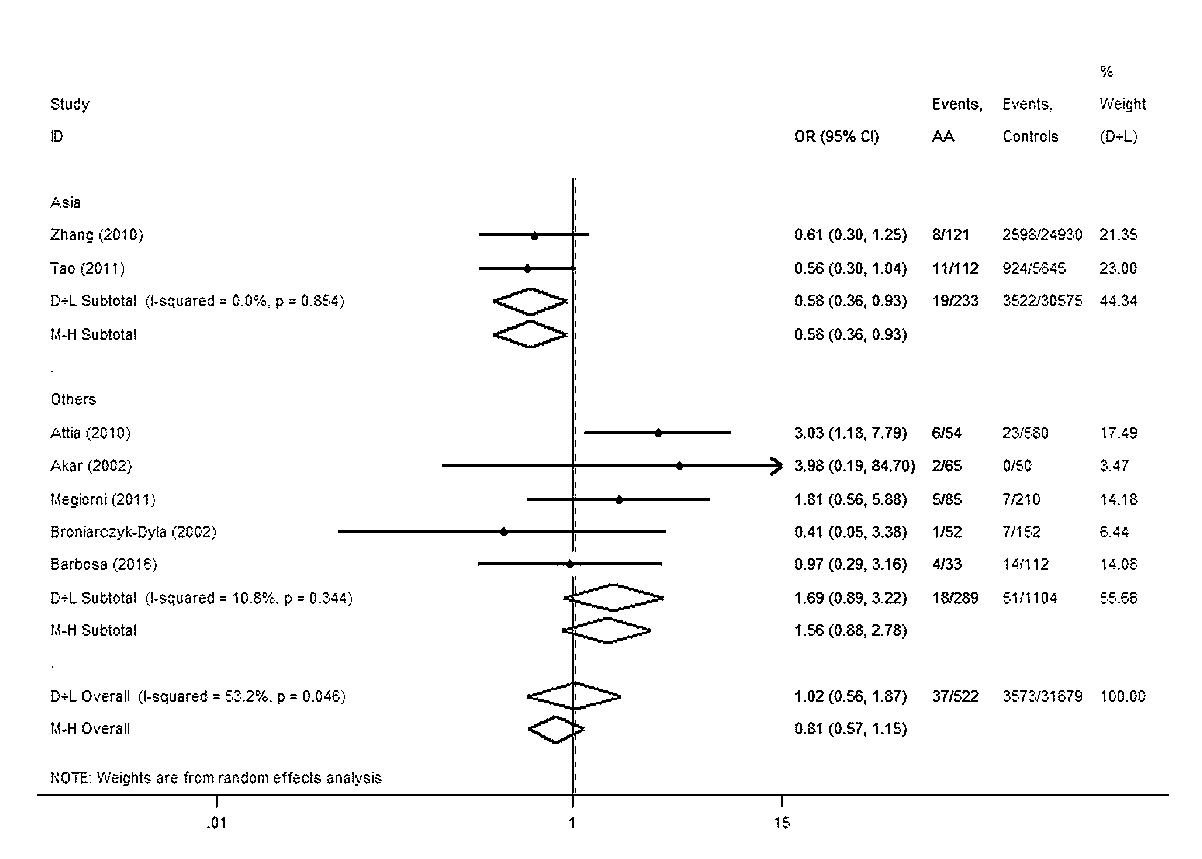 %
Study Events, Events, Weight
ID OR (95% CI) AA Controls (D+L)
Asia
Zhang (2010) 0.61 (0.30, 1.25) 8/121 2598/24930 21.35
Tao (2011) 0.56 (0.30, 1.04) 11/112 924/5645 23.00
D+L Subtotal (I-squared = 0.0%, p = 0.854) 0.58 (0.36, 0.93) 19/233 3522/30575 44.34
M-H Subtotal 0.58 (0.36, 0.93)
.
Others
Attia (2010) 3.03 (1.18, 7.79) 6/54 23/580 17.49
Akar (2002) 3.98 (0.19, 84.70) 2/65 0/50 3.47
Megiorni (2011) 1.81 (0.56, 5.88) 5/85 7/210 14.18
Broniarczyk-Dyla (2002) 0.41 (0.05, 3.38) 1/52 7/152 6.44
Barbosa (2016) 0.97 (0.29, 3.16) 4/33 14/112 14.08
D+L Subtotal (I-squared = 10.8%, p = 0.344) 1.69 (0.89, 3.22) 18/289 51/1104 55.66
M-H Subtotal 1.56 (0.88, 2.78)
.
D+L Overall (I-squared = 53.2%, p = 0.046) 1.02 (0.56, 1.87) 37/522 3573/31679 100.00
M-H Overall 0.81 (0.57, 1.15)
NOTE: Weights are from random effects analysis
.01 1 15